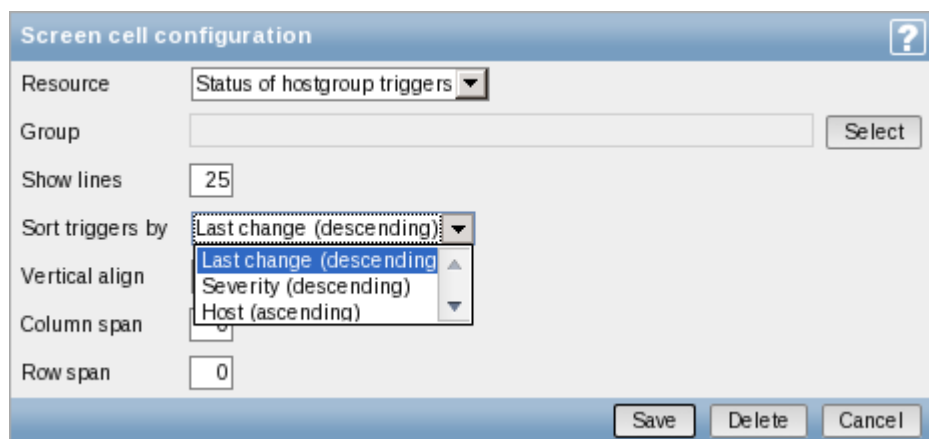 Screen cell configuration
?
Resource Status of hostgroup triggers
Group Select
Show lines 25
Sort triggers by Last change (descending)
Last change (descending
Vertical align
Severity (descending)
Host (ascending)
Column span
Row span 0
Save Delete Cancel